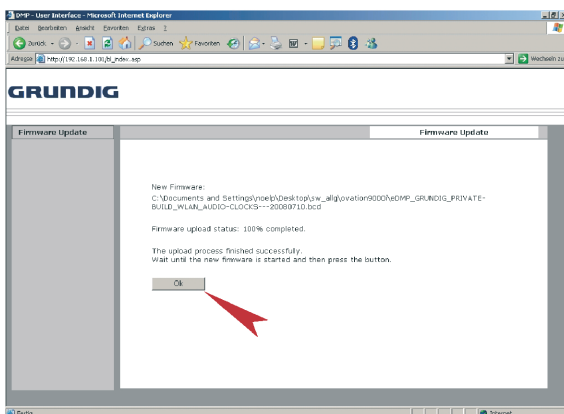 DMP - User Interface - Microsoft Internet Explorer
Datei Bearbeiten Ansicht Favoriten Extras ?
Zurück Suchen Favoriten
Adresse http://192.168.1.100/bl_index.asp Wechseln zu
GRUNDIG
Firmware Update
Firmware Update
New Firmware:
C:\Documents and Settings\noelp\Desktop\sw_allg\ovation9000i\eDMP_GRUNDIG_PRIVATE-
BUILD_WLAN_AUDIO-CLOCKS---20080710.bcd
Firmware upload status: 100% completed.
The upload process finished successfully.
Wait until the new firmware is started and then press the button.
Ok
Fertig Internet